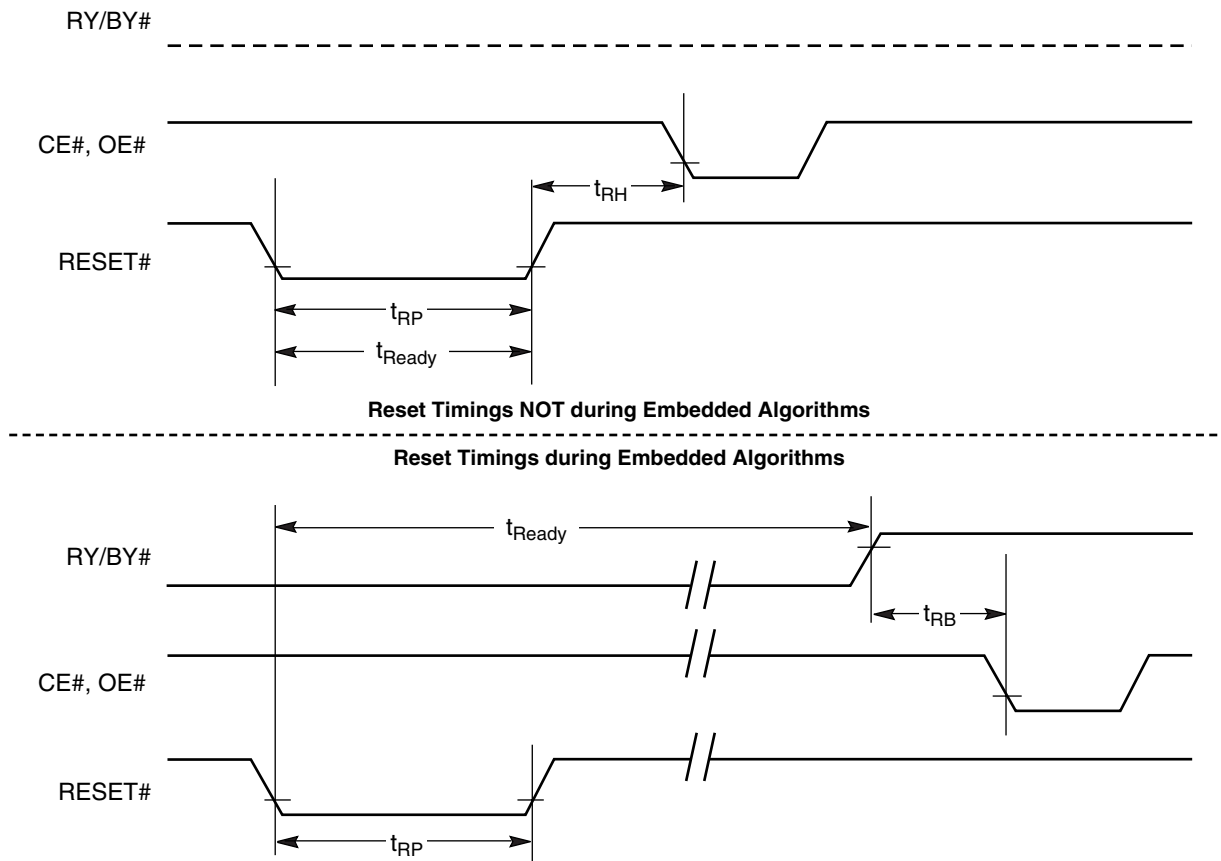 RY/BY#
CE#, OE#
tRH
RESET#
tRP
tReady
Reset Timings NOT during Embedded Algorithms
Reset Timings during Embedded Algorithms
tReady
RY/BY#
tRB
CE#, OE#
RESET#
tRP